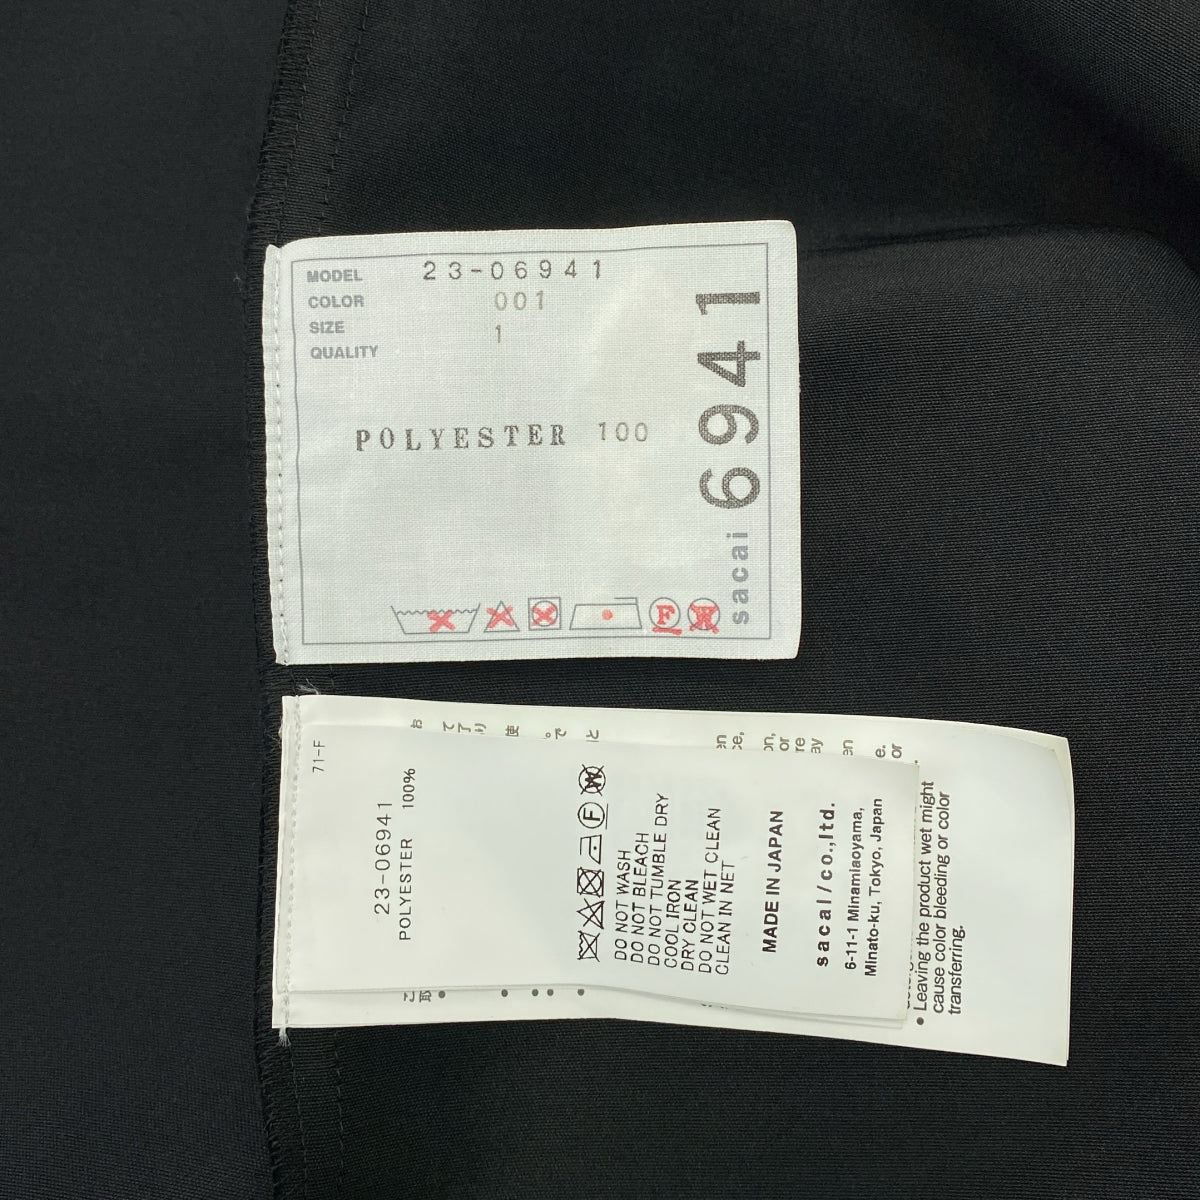 MODEL 23-06941
COLOR 001
SIZE 1
QUALITY
POLYESTER 100
sacai 6941
71-F
23-06941
POLYESTER 100%
DO NOT WASH
DO NOT BLEACH
DO NOT TUMBLE DRY
COOL IRON
DRY CLEAN
DO NOT WET CLEAN
CLEAN IN NET
MADE IN JAPAN
sacai/co.,ltd.
6-11-1 Minamiaoyama,
Minato-ku, Tokyo, Japan
• Leaving the product wet might
cause color bleeding or color
transferring.